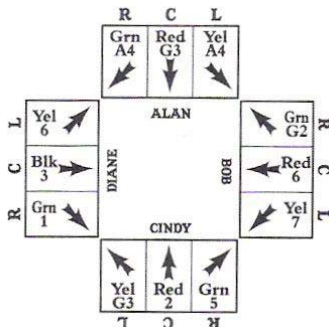 R C L
Grn Red Yel
A4 G3 A4
ALAN
L
Yel
6
C
Blk
3
R
Grn
1
DIANE
Grn
G2
R
Red
6
C
Yel
7
L
BOB
CINDY
Yel Red Grn
G3 2 5
L C R